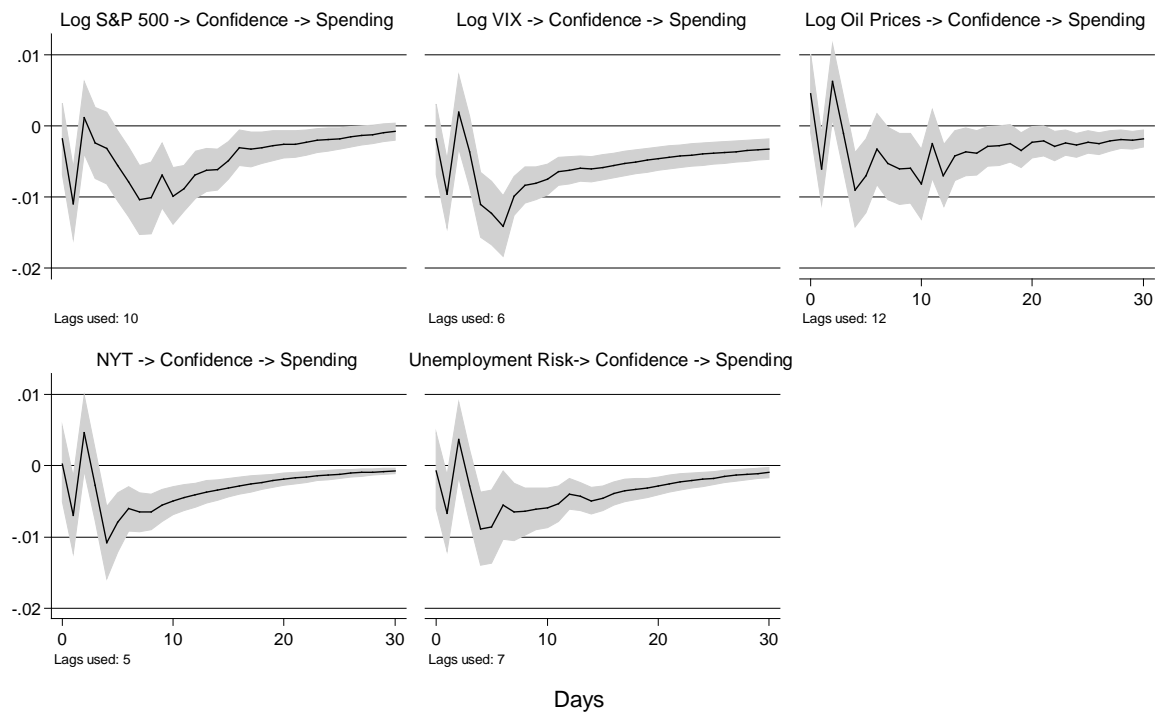 Log S&P 500 -> Confidence -> Spending
Log VIX -> Confidence -> Spending
Log Oil Prices -> Confidence -> Spending
.01
0
-.01
-.02
0 10 20 30
Lags used: 10
Lags used: 6
Lags used: 12
NYT -> Confidence -> Spending
Unemployment Risk-> Confidence -> Spending
.01
0
-.01
-.02
0 10 20 30
0 10 20 30
Lags used: 5
Lags used: 7
Days